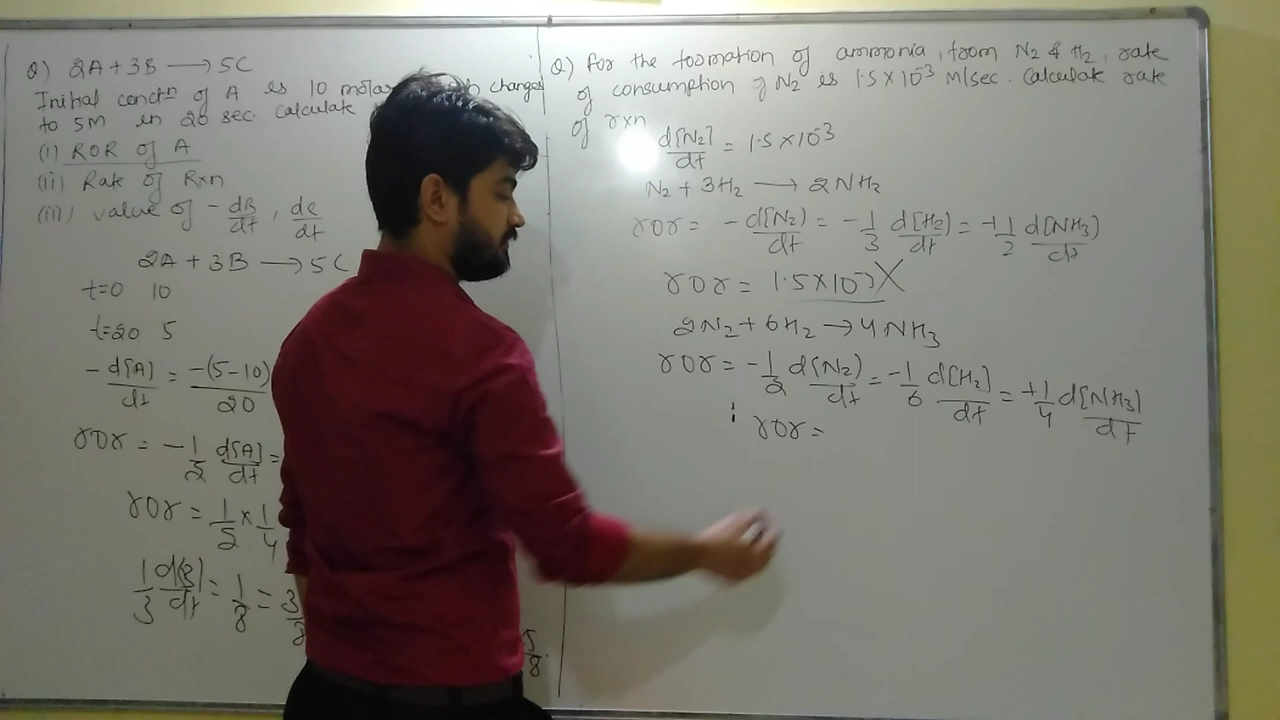 Q) 2A + 3B → 5C
Initial conctⁿ of A is 10 molar changes
to 5M in 20 sec. calculate
(i) ROR of A
(ii) Rate of Rxn
(iii) value of - dB/dt , dc/dt
2A + 3B → 5C
t=0 10
t=20 5
- d[A]/dt = -(5-10)/20
ror = - 1/2 d[A]/dt =
ror = 1/2 × 1/4
1/3 d[B]/dt = 1/8 = 3/8
5/8
Q) For the formation of ammonia, from N₂ & H₂, rate
of consumption of N₂ is 1.5 × 10⁻³ M/sec. Calculate rate
of rxn.
d[N₂]/dt = 1.5 × 10⁻³
N₂ + 3H₂ → 2NH₃
ror = - d[N₂)/dt = - 1/3 d[H₂]/dt = + 1/2 d[NH₃)/dt
ror = 1.5 × 10⁻³ X
2N₂ + 6H₂ → 4NH₃
ror = - 1/2 d[N₂)/dt = - 1/6 d[H₂]/dt = + 1/4 d[NH₃]/dt
ror =